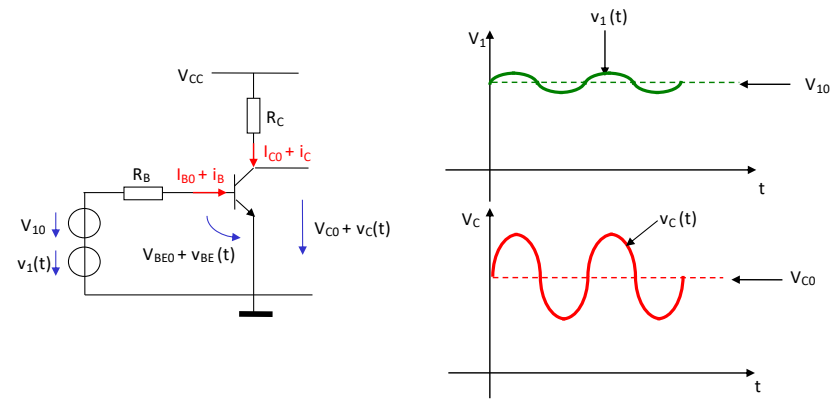 V_CC
R_C
I_C0 + i_C
R_B
I_B0 + i_B
V_10
v_1(t)
V_BE0 + v_BE (t)
V_C0 + v_C(t)
V_1
v_1(t)
V_10
t
V_C
v_C(t)
V_C0
t